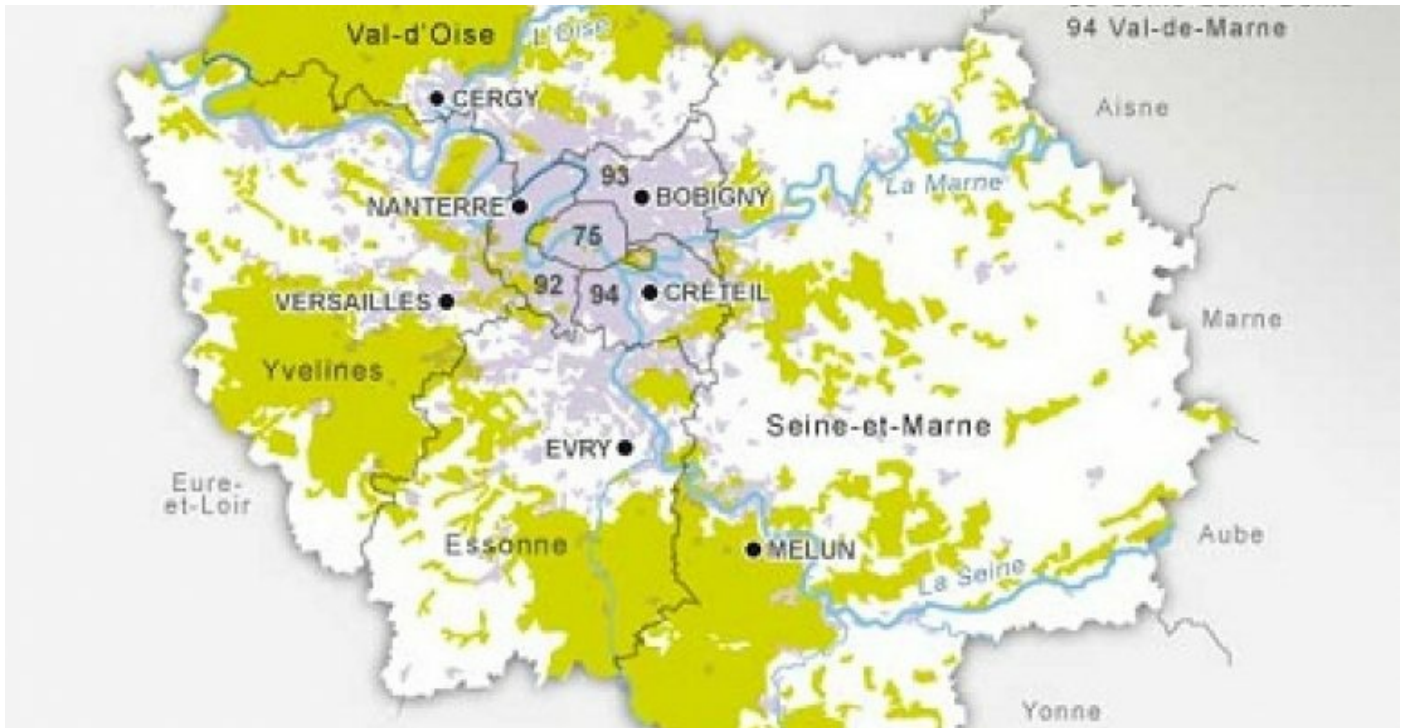 94 Val-de-Marne
Val-d'Oise
L'Oise
CERGY
Aisne
93
BOBIGNY
La Marne
NANTERRE
75
92
94
CRÉTEIL
VERSAILLES
Marne
Yvelines
Seine-et-Marne
EVRY
Eure-
et-Loir
Essonne
MELUN
Aube
La Seine
Yonne